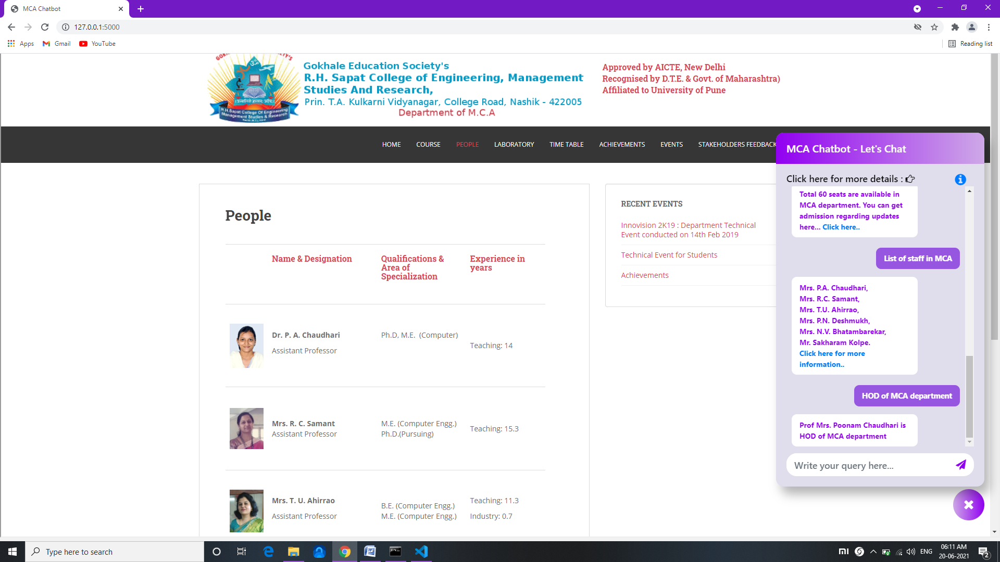 MCA Chatbot
127.0.0.1:5000
Apps
Gmail
YouTube
Reading list
R.H.Sapat College Of Engineering
Management Studies & Research
Gokhale Education Society's
R.H. Sapat College of Engineering, Management
Studies And Research,
Prin. T.A. Kulkarni Vidyanagar, College Road, Nashik - 422005
Department of M.C.A
Approved by AICTE, New Delhi
Recognised by D.T.E. & Govt. of Maharashtra)
Affiliated to University of Pune
HOME COURSE PEOPLE LABORATORY TIME TABLE ACHIEVEMENTS EVENTS STAKEHOLDERS FEEDBACK
People
Name & Designation
Qualifications &
Area of
Specialization
Experience in
years
Dr. P. A. Chaudhari
Assistant Professor
Ph.D, M.E. (Computer)
Teaching: 14
Mrs. R. C. Samant
Assistant Professor
M.E. (Computer Engg.)
Ph.D.(Pursuing)
Teaching: 15.3
Mrs. T. U. Ahirrao
Assistant Professor
B.E. (Computer Engg.)
M.E. (Computer Engg.)
Teaching: 11.3
Industry: 0.7
RECENT EVENTS
Innovision 2K19 : Department Technical
Event conducted on 14th Feb 2019
Technical Event for Students
Achievements
MCA Chatbot - Let's Chat
Click here for more details :
Total 60 seats are available in
MCA department. You can get
admission regarding updates
here... Click here..
List of staff in MCA
Mrs. P.A. Chaudhari,
Mrs. R.C. Samant,
Mrs. T.U. Ahirrao,
Mrs. P.N. Deshmukh,
Mrs. N.V. Bhatambarekar,
Mr. Sakharam Kolpe.
Click here for more
information..
HOD of MCA department
Prof Mrs. Poonam Chaudhari is
HOD of MCA department
Write your query here...
Type here to search
ENG
06:11 AM
20-06-2021
2